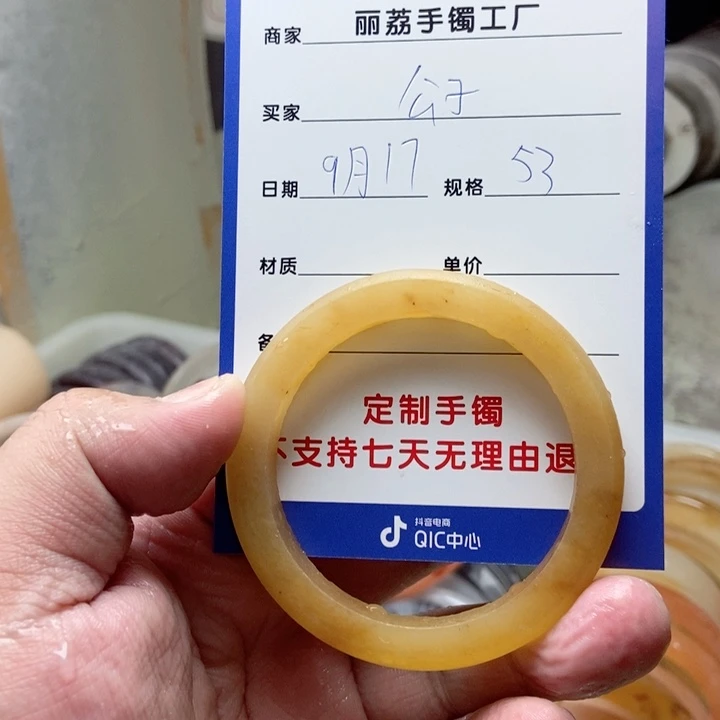 商家 丽荔手镯工厂
买家 公子
日期 9月17 规格 53
材质 单价
定制手镯
不支持七天无理由退
抖音电商
QIC中心